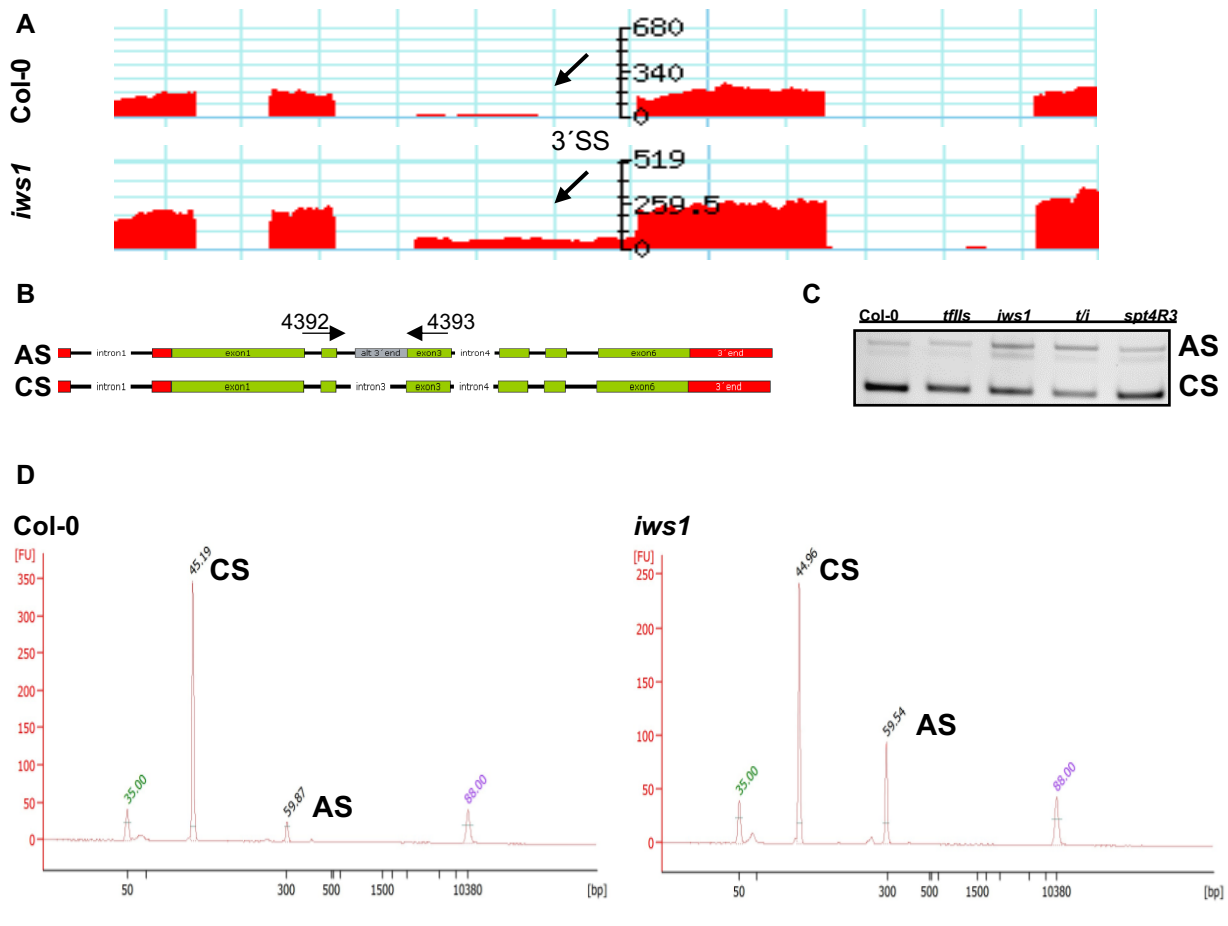 A
Col-0
680
340
0
3´SS
iws1
519
259.5
0
B
4392
4393
AS
intron1
exon1
alt 3´end
exon3
intron4
exon6
3´end
CS
intron1
exon1
intron3
exon3
intron4
exon6
3´end
C
Col-0 tfIIs iws1 t/i spt4R3
AS
CS
D
Col-0
[FU]
350
300
250
200
150
100
50
0
35.00
45.19
CS
59.87
AS
88.00
50 300 500 1500 10380 [bp]
iws1
[FU]
250
200
150
100
50
0
35.00
44.96
CS
59.54
AS
88.00
50 300 500 1500 10380 [bp]